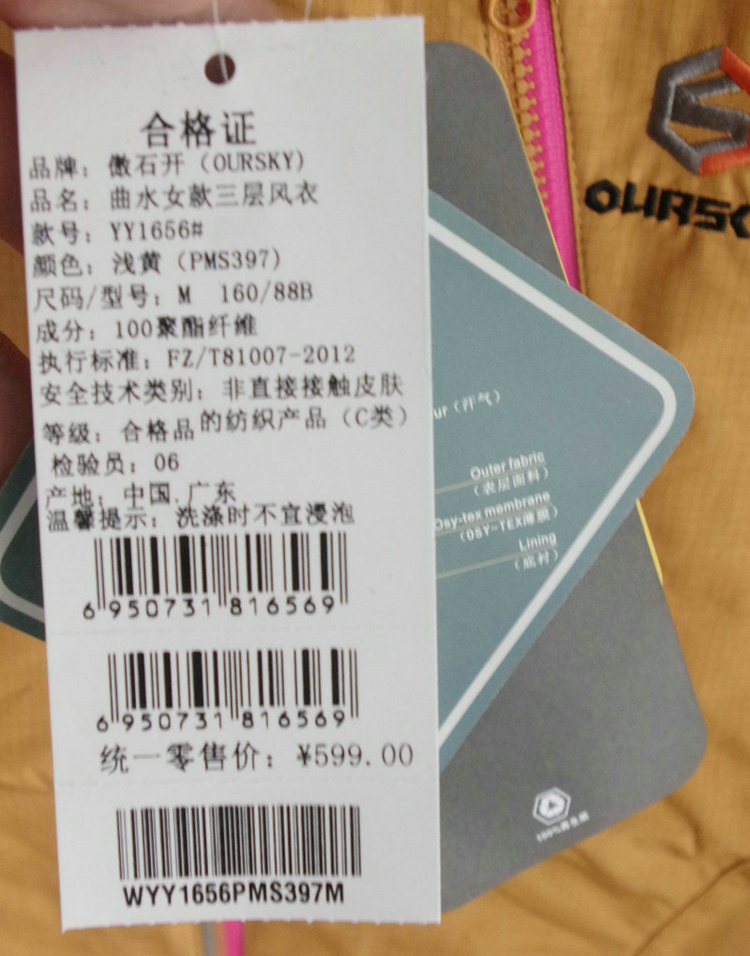 合格证
品牌：傲石开（OURSKY）
品名：曲水女款三层风衣
款号：YY1656#
颜色：浅黄（PMS397）
尺码/型号：M 160/88B
成分：100聚酯纤维
执行标准：FZ/T81007-2012
安全技术类别：非直接接触皮肤
的纺织产品（C类）
等级：合格品
检验员：06
产地：中国.广东
温馨提示：洗涤时不宜浸泡
6 950731 816569
6 950731 816569
统一零售价：¥599.00
WYY1656PMS397M
OURSK
ur（汗气）
Outer fabric
（表层面料）
Osy-tex membrane
（OSY-TEX薄膜）
Lining
（底衬）